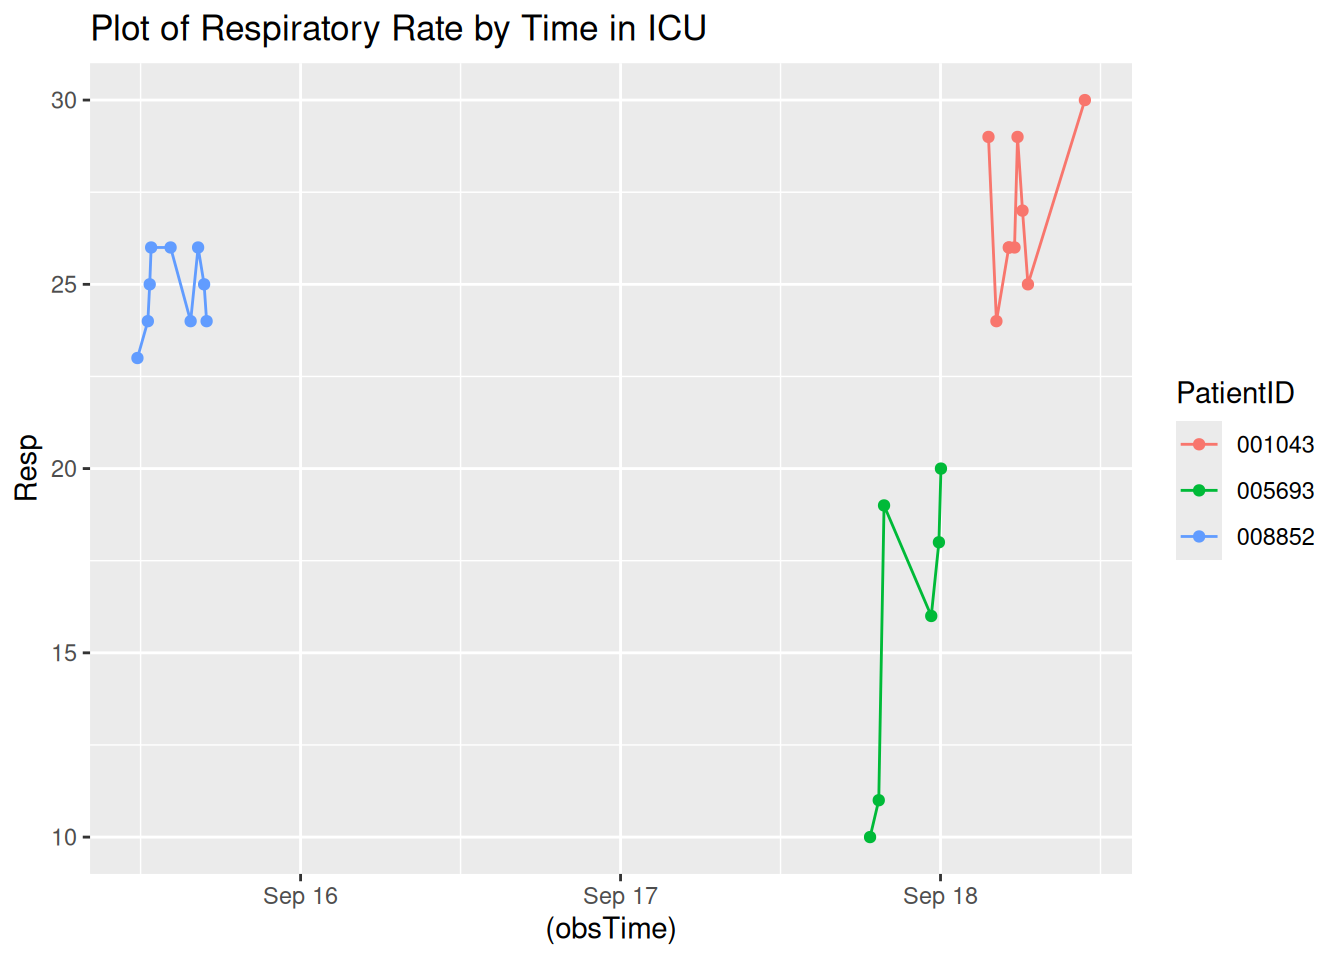 Plot of Respiratory Rate by Time in ICU
30
25
20
15
10
Resp
Sep 16
Sep 17
Sep 18
(obsTime)
PatientID
001043
005693
008852